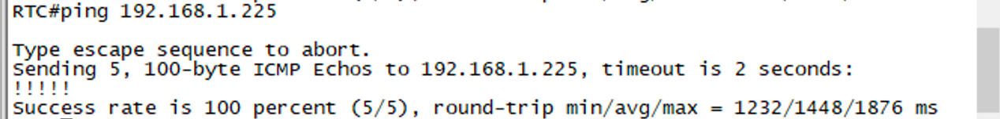 RTC#ping 192.168.1.225
Type escape sequence to abort.
Sending 5, 100-byte ICMP Echos to 192.168.1.225, timeout is 2 seconds:
!!!!!
Success rate is 100 percent (5/5), round-trip min/avg/max = 1232/1448/1876 ms